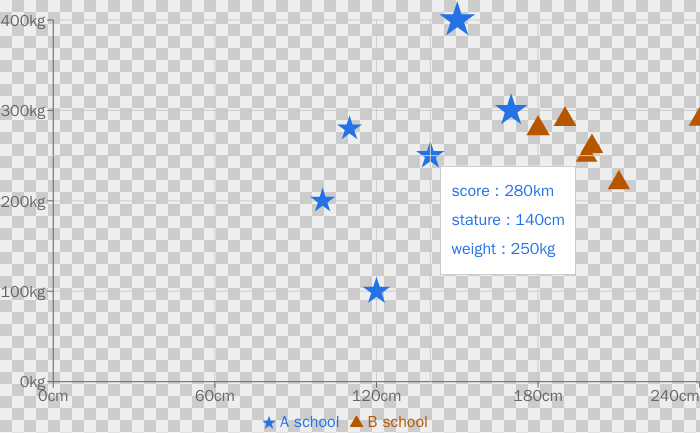 400kg
300kg
200kg
100kg
0kg
0cm 60cm 120cm 180cm 240cm
score : 280km
stature : 140cm
weight : 250kg
A school B school